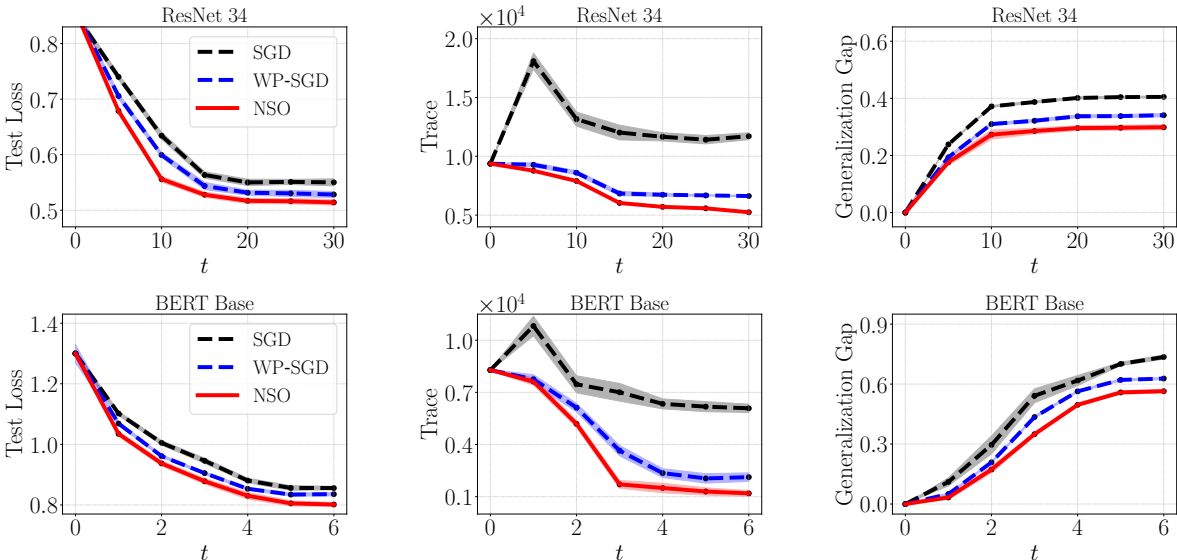 ResNet 34
Test Loss
0.8
0.7
0.6
0.5
SGD
WP-SGD
NSO
0 10 20 30
t
ResNet 34
×10⁴
Trace
2.0
1.5
1.0
0.5
0 10 20 30
t
ResNet 34
Generalization Gap
0.6
0.4
0.2
0.0
0 10 20 30
t
BERT Base
Test Loss
1.4
1.2
1.0
0.8
SGD
WP-SGD
NSO
0 2 4 6
t
BERT Base
×10⁴
Trace
1.0
0.7
0.4
0.1
0 2 4 6
t
BERT Base
Generalization Gap
0.9
0.6
0.3
0.0
0 2 4 6
t